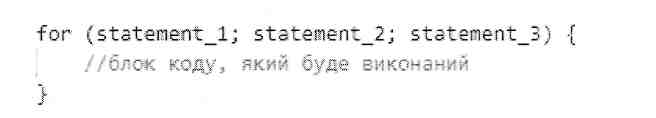 for (statement_1; statement_2; statement_3) {
//блок коду, який буде виконаний
}